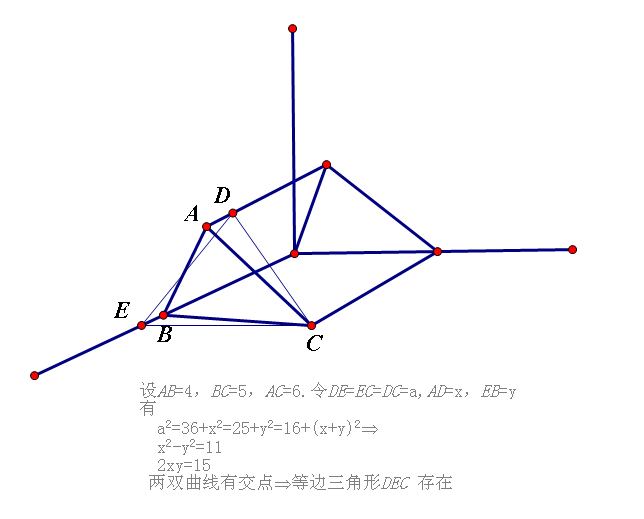 D
A
E
B
C
设AB=4，BC=5，AC=6.令DE=EC=DC=a,AD=x，EB=y
有
a²=36+x²=25+y²=16+(x+y)²⇒
x²-y²=11
2xy=15
两双曲线有交点⇒等边三角形DEC 存在